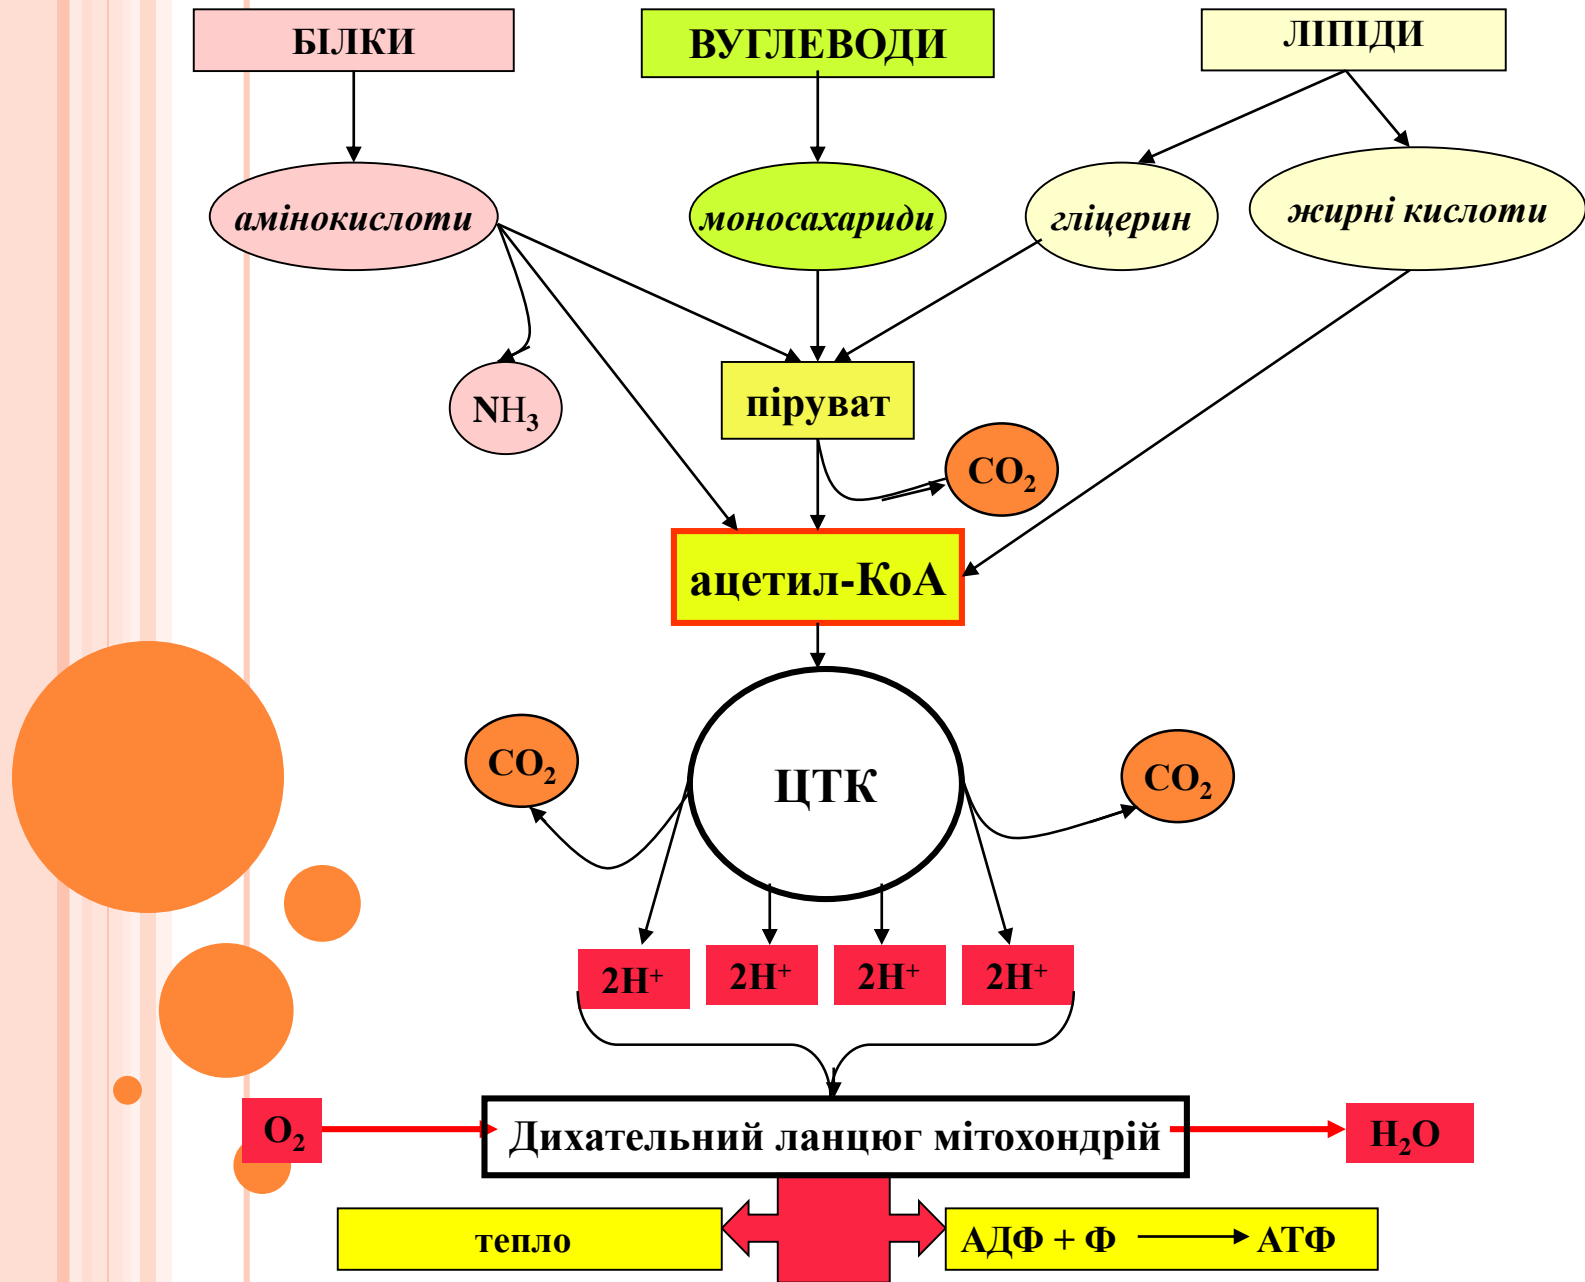 БІЛКИ
ВУГЛЕВОДИ
ЛІПІДИ
амінокислоти
моносахариди
гліцерин
жирні кислоти
NH₃
піруват
CO₂
ацетил-КоА
CO₂
ЦТК
CO₂
2H⁺
2H⁺
2H⁺
2H⁺
O₂
Дихательний ланцюг мітохондрій
H₂O
тепло
АДФ + Ф → АТФ